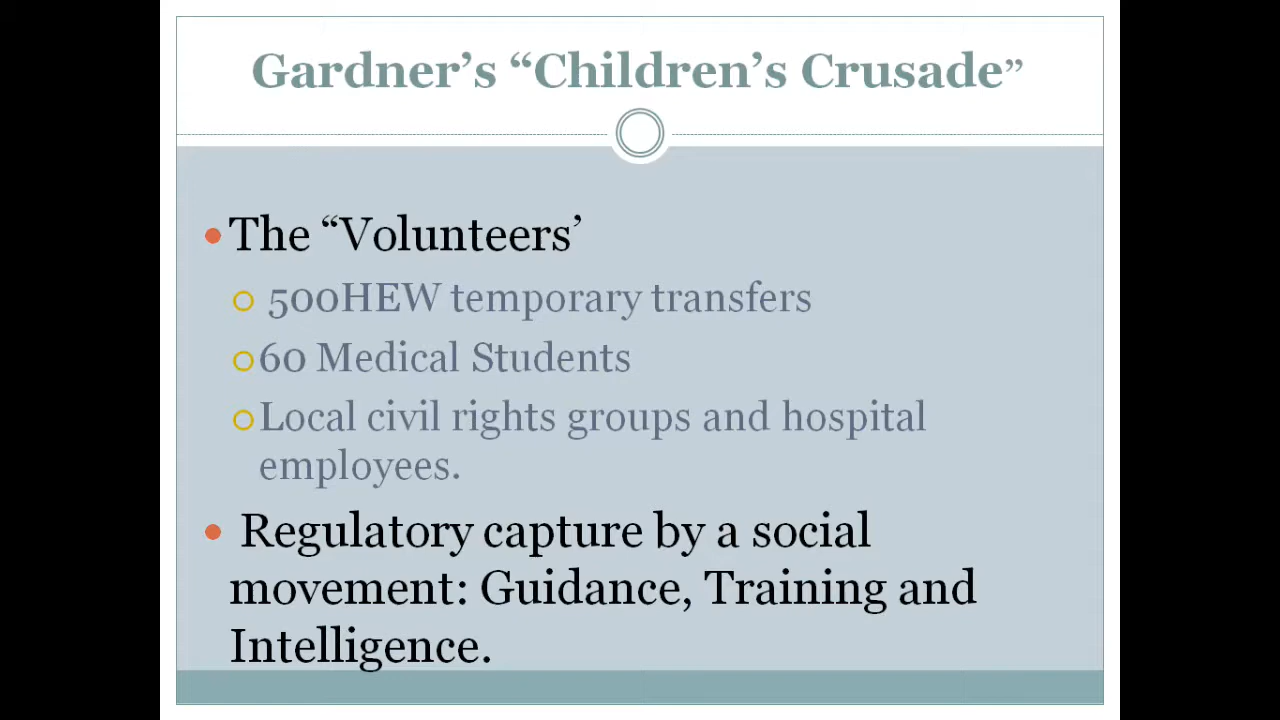 Gardner’s “Children’s Crusade”
The “Volunteers’
500HEW temporary transfers
60 Medical Students
Local civil rights groups and hospital
employees.
Regulatory capture by a social
movement: Guidance, Training and
Intelligence.